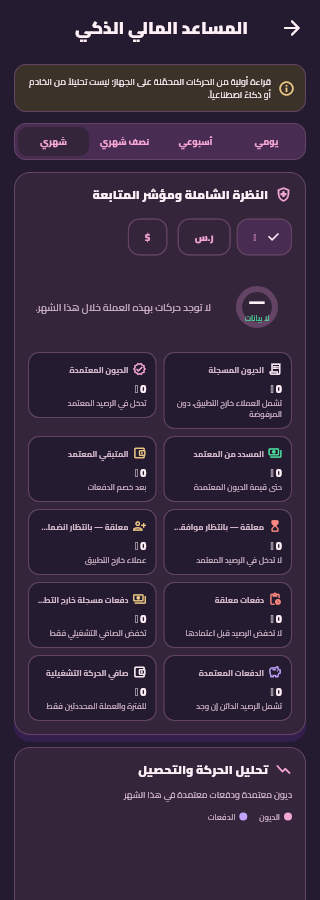 المساعد المالي الذكي
قراءة أولية من الحركات المحمّلة على الجهاز؛ ليست تحليلاً من الخادم
أو ذكاءً اصطناعياً.
يومي
أسبوعي
نصف شهري
شهري
النظرة الشاملة ومؤشر المتابعة
ر.س
$
—
لا بيانات
لا توجد حركات بهذه العملة خلال هذا الشهر.
الديون المسجلة
0
تشمل العملاء خارج التطبيق، دون
المرفوضة
الديون المعتمدة
0
تدخل في الرصيد المعتمد
المسدد من المعتمد
0
حتى قيمة الديون المعتمدة
المتبقي المعتمد
0
بعد خصم الدفعات
معلقة — بانتظار موافق...
0
لا تدخل في الرصيد المعتمد
معلقة — بانتظار انضما...
0
عملاء خارج التطبيق
دفعات معلقة
0
لا تخفض الرصيد قبل اعتمادها
دفعات مسجلة خارج التط...
0
تخفض الصافي التشغيلي فقط
الدفعات المعتمدة
0
تشمل الرصيد الدائن إن وجد
صافي الحركة التشغيلية
0
للفترة والعملة المحددتين فقط
تحليل الحركة والتحصيل
ديون معتمدة ودفعات معتمدة في هذا الشهر
الديون
الدفعات